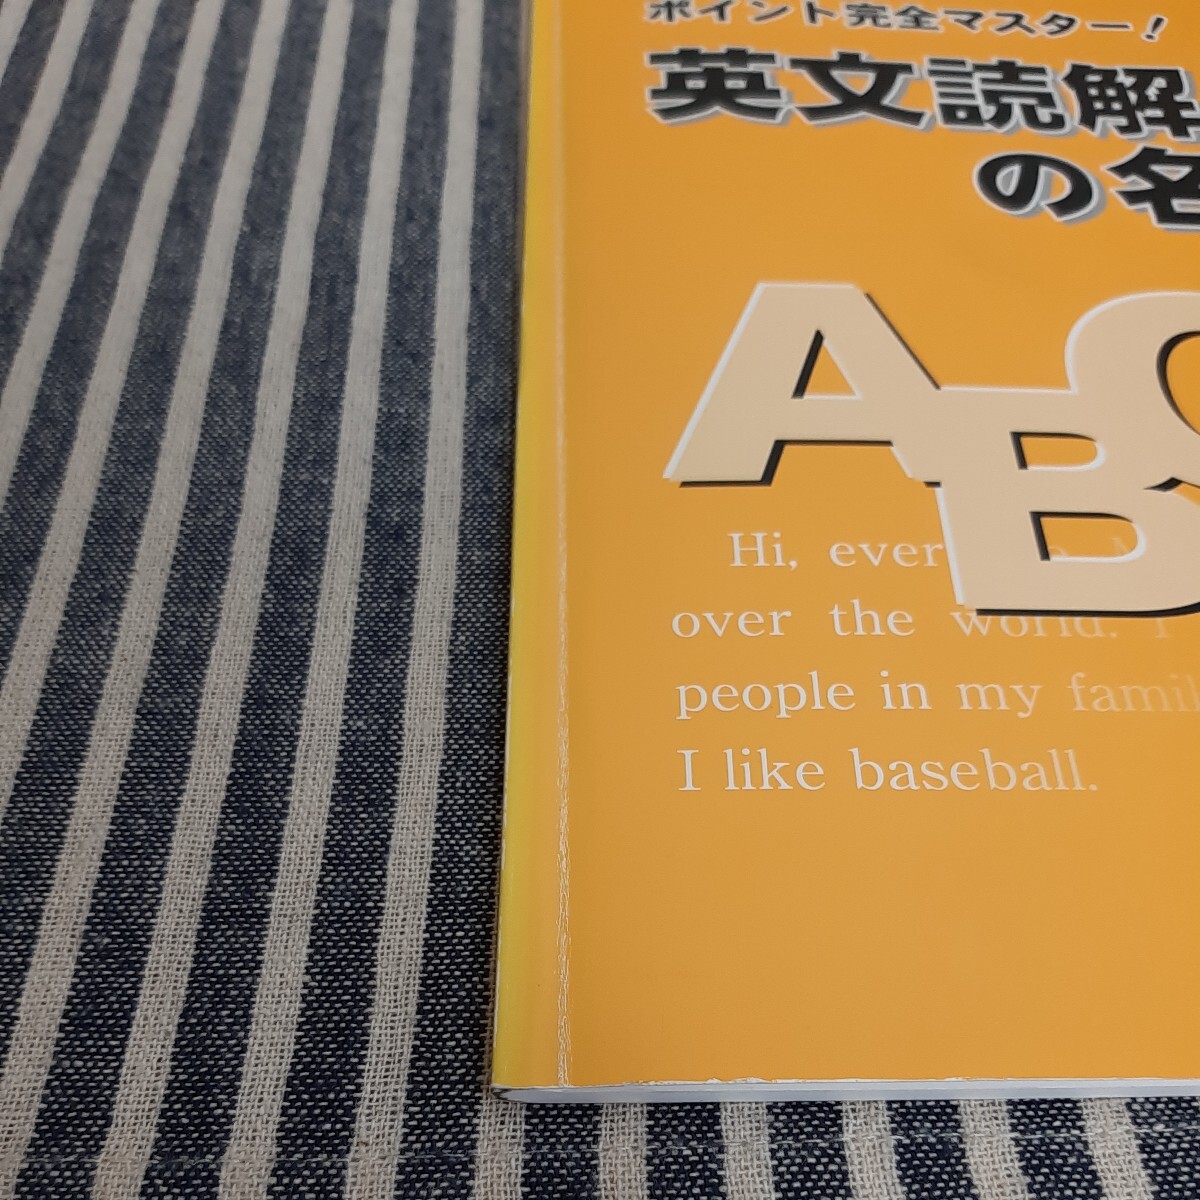 ポイント完全マスター!
英文読解
の名
ABC
Hi, ever
over the world. I
people in my famil
I like baseball.